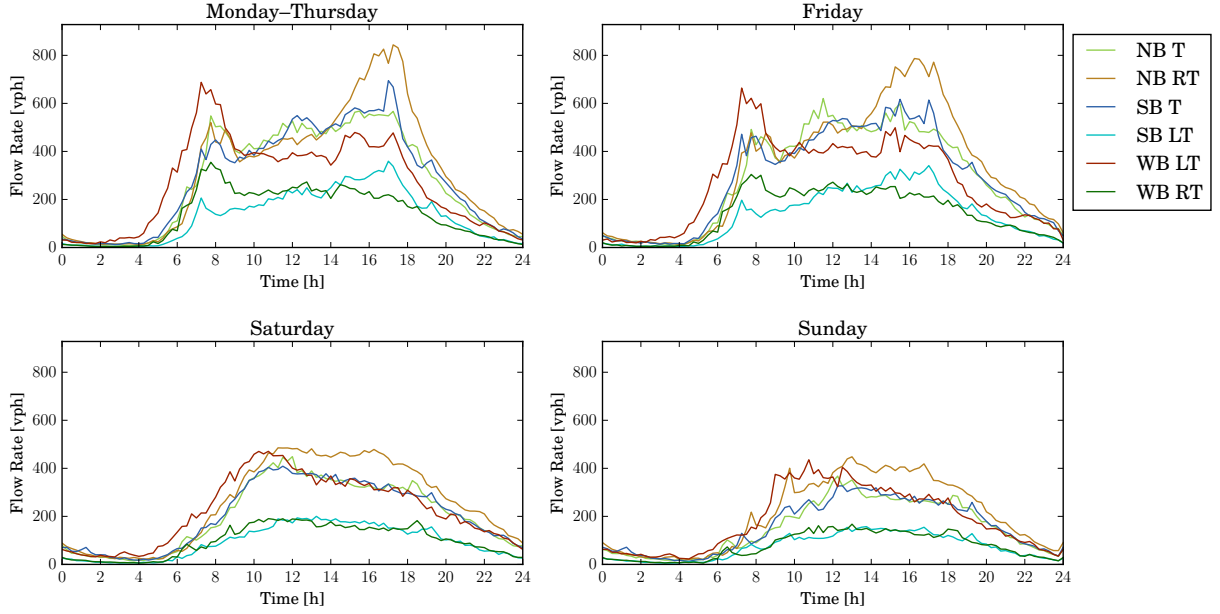 Monday–Thursday
Flow Rate [vph]
800
600
400
200
0
0 2 4 6 8 10 12 14 16 18 20 22 24
Time [h]
Friday
Flow Rate [vph]
800
600
400
200
0
0 2 4 6 8 10 12 14 16 18 20 22 24
Time [h]
NB T
NB RT
SB T
SB LT
WB LT
WB RT
Saturday
Flow Rate [vph]
800
600
400
200
0
0 2 4 6 8 10 12 14 16 18 20 22 24
Time [h]
Sunday
Flow Rate [vph]
800
600
400
200
0
0 2 4 6 8 10 12 14 16 18 20 22 24
Time [h]